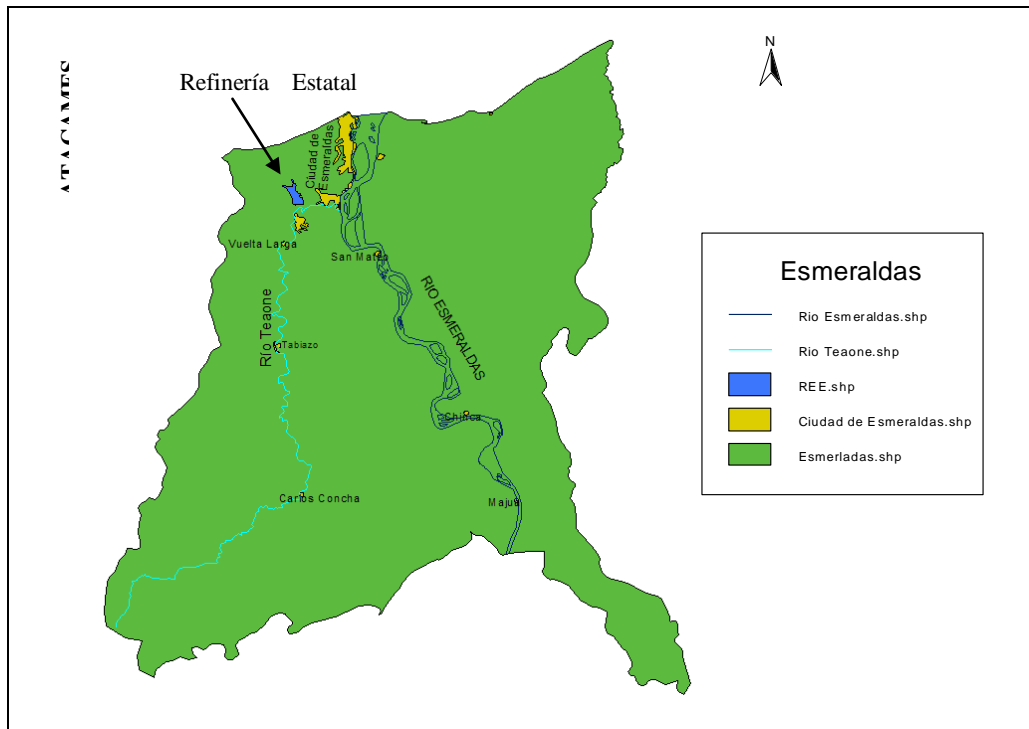 N
Refinería Estatal
ATACAMES
Ciudad de
Esmeraldas
Vuelta Larga
San Mateo
RIO ESMERALDAS
Río Teaone
Tabiazo
Chinca
Carlos Concha
Majua
Esmeraldas
Rio Esmeraldas.shp
Rio Teaone.shp
REE.shp
Ciudad de Esmeraldas.shp
Esmerladas.shp